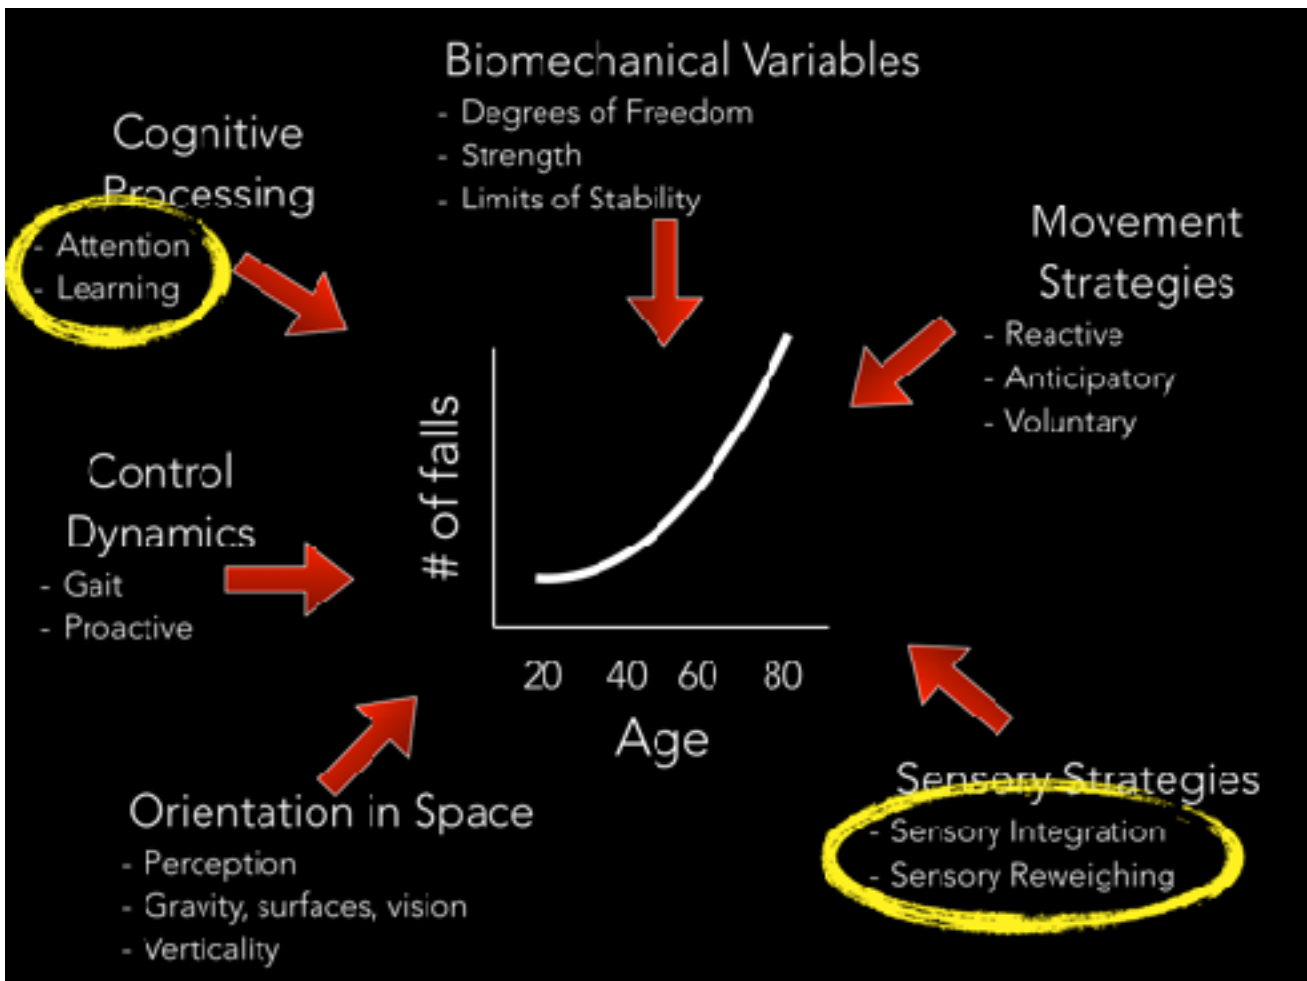 Biomechanical Variables
- Degrees of Freedom
- Strength
- Limits of Stability
Cognitive
Processing
- Attention
- Learning
Movement
Strategies
- Reactive
- Anticipatory
- Voluntary
Control
Dynamics
- Gait
- Proactive
# of falls
20 40 60 80
Age
Orientation in Space
- Perception
- Gravity, surfaces, vision
- Verticality
Sensory Strategies
- Sensory Integration
- Sensory Reweighing